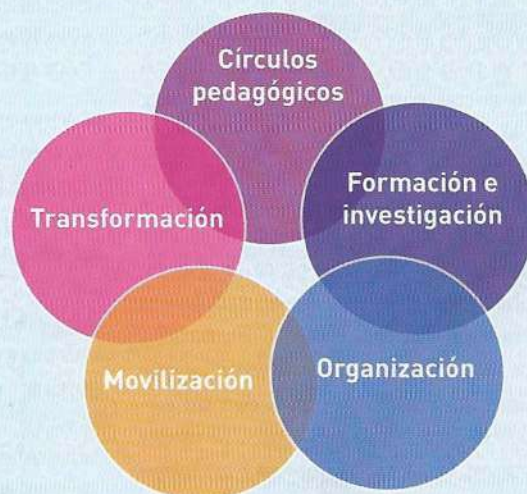 Círculos
pedagógicos
Formación e
investigación
Organización
Movilización
Transformación